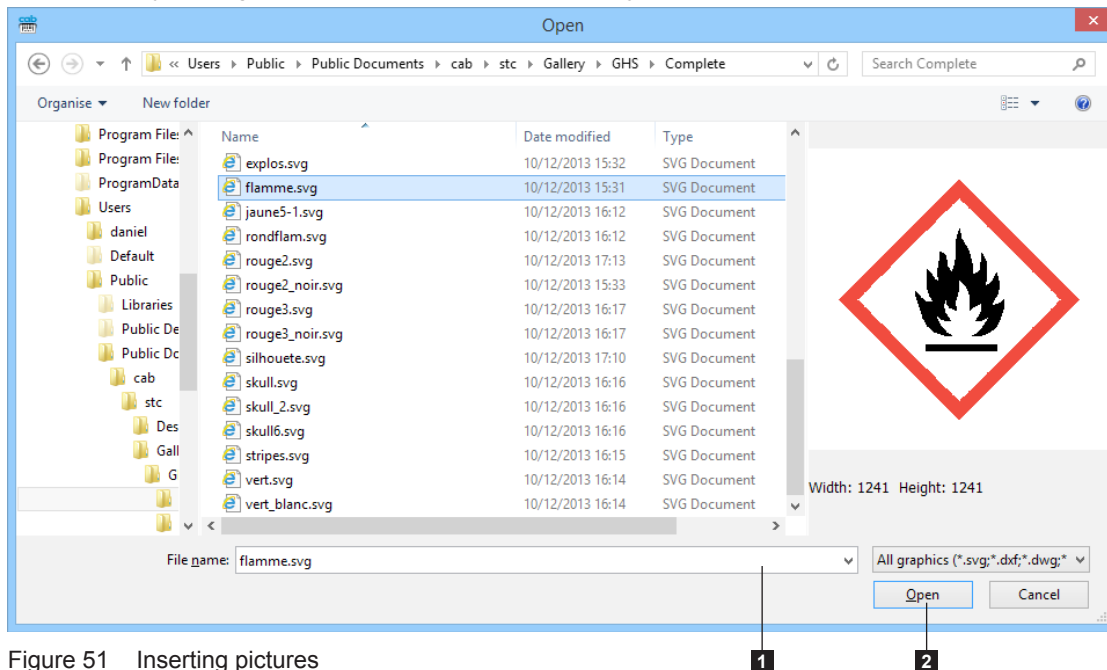 cab
Open
« Users ▸ Public ▸ Public Documents ▸ cab ▸ stc ▸ Gallery ▸ GHS ▸ Complete
Search Complete
Organise
New folder
Program File:
Program File:
ProgramData
Users
daniel
Default
Public
Libraries
Public De
Public Dc
cab
stc
Des
Gall
G
Name Date modified Type
explos.svg 10/12/2013 15:32 SVG Document
flamme.svg 10/12/2013 15:31 SVG Document
jaune5-1.svg 10/12/2013 16:12 SVG Document
rondflam.svg 10/12/2013 16:12 SVG Document
rouge2.svg 10/12/2013 17:13 SVG Document
rouge2_noir.svg 10/12/2013 15:33 SVG Document
rouge3.svg 10/12/2013 16:17 SVG Document
rouge3_noir.svg 10/12/2013 16:17 SVG Document
silhouete.svg 10/12/2013 17:10 SVG Document
skull.svg 10/12/2013 16:16 SVG Document
skull_2.svg 10/12/2013 16:16 SVG Document
skull6.svg 10/12/2013 16:16 SVG Document
stripes.svg 10/12/2013 16:15 SVG Document
vert.svg 10/12/2013 16:14 SVG Document
vert_blanc.svg 10/12/2013 16:14 SVG Document
Width: 1241 Height: 1241
File name: flamme.svg
All graphics (*.svg;*.dxf;*.dwg;*
Open
Cancel
1
2
Figure 51 Inserting pictures